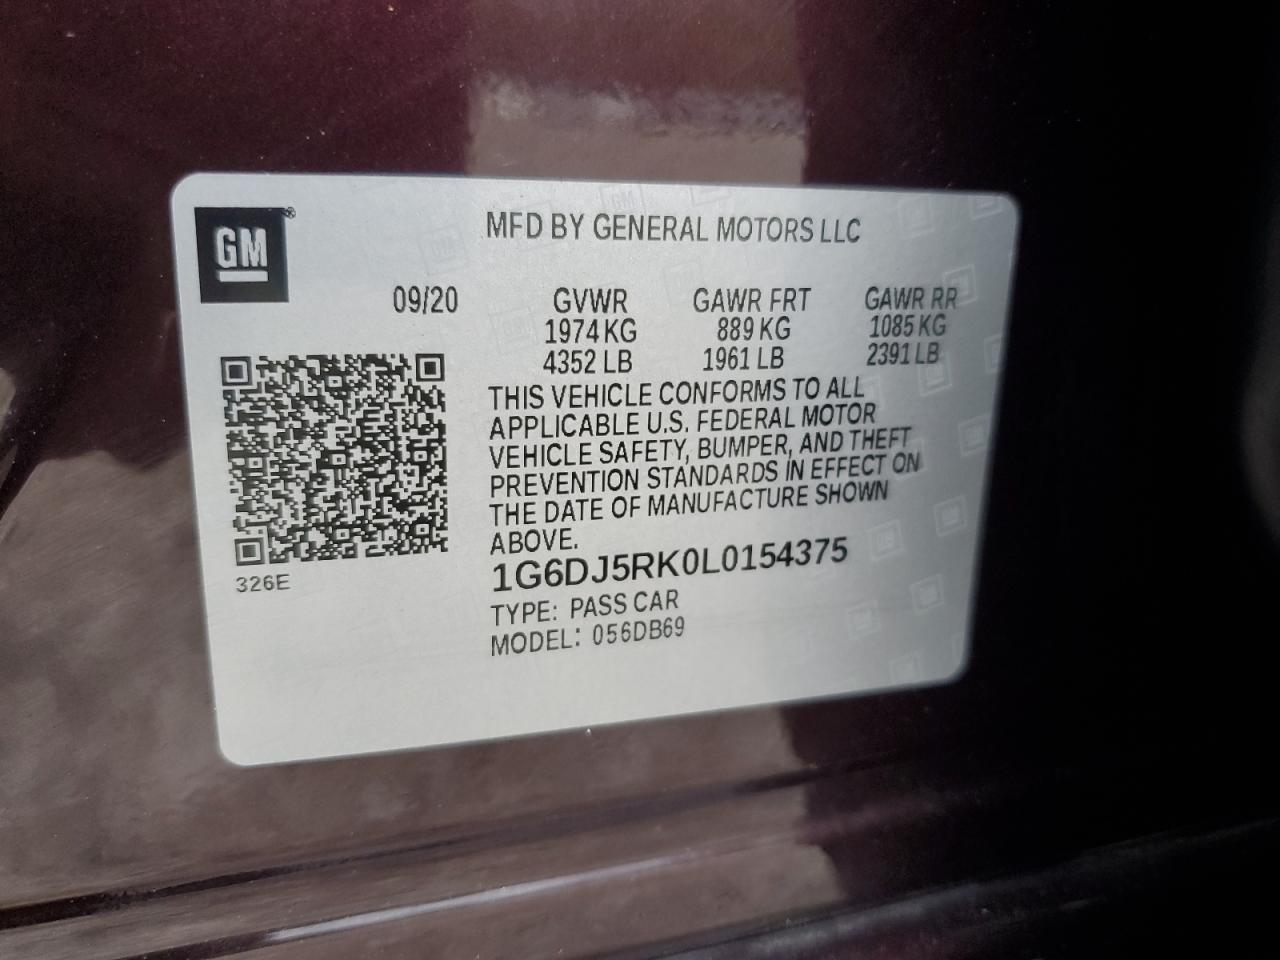 GM®
MFD BY GENERAL MOTORS LLC
09/20 GVWR GAWR FRT GAWR RR
1974 KG 889 KG 1085 KG
4352 LB 1961 LB 2391 LB
THIS VEHICLE CONFORMS TO ALL
APPLICABLE U.S. FEDERAL MOTOR
VEHICLE SAFETY, BUMPER, AND THEFT
PREVENTION STANDARDS IN EFFECT ON
THE DATE OF MANUFACTURE SHOWN
ABOVE.
326E
1G6DJ5RK0L0154375
TYPE: PASS CAR
MODEL: 056DB69